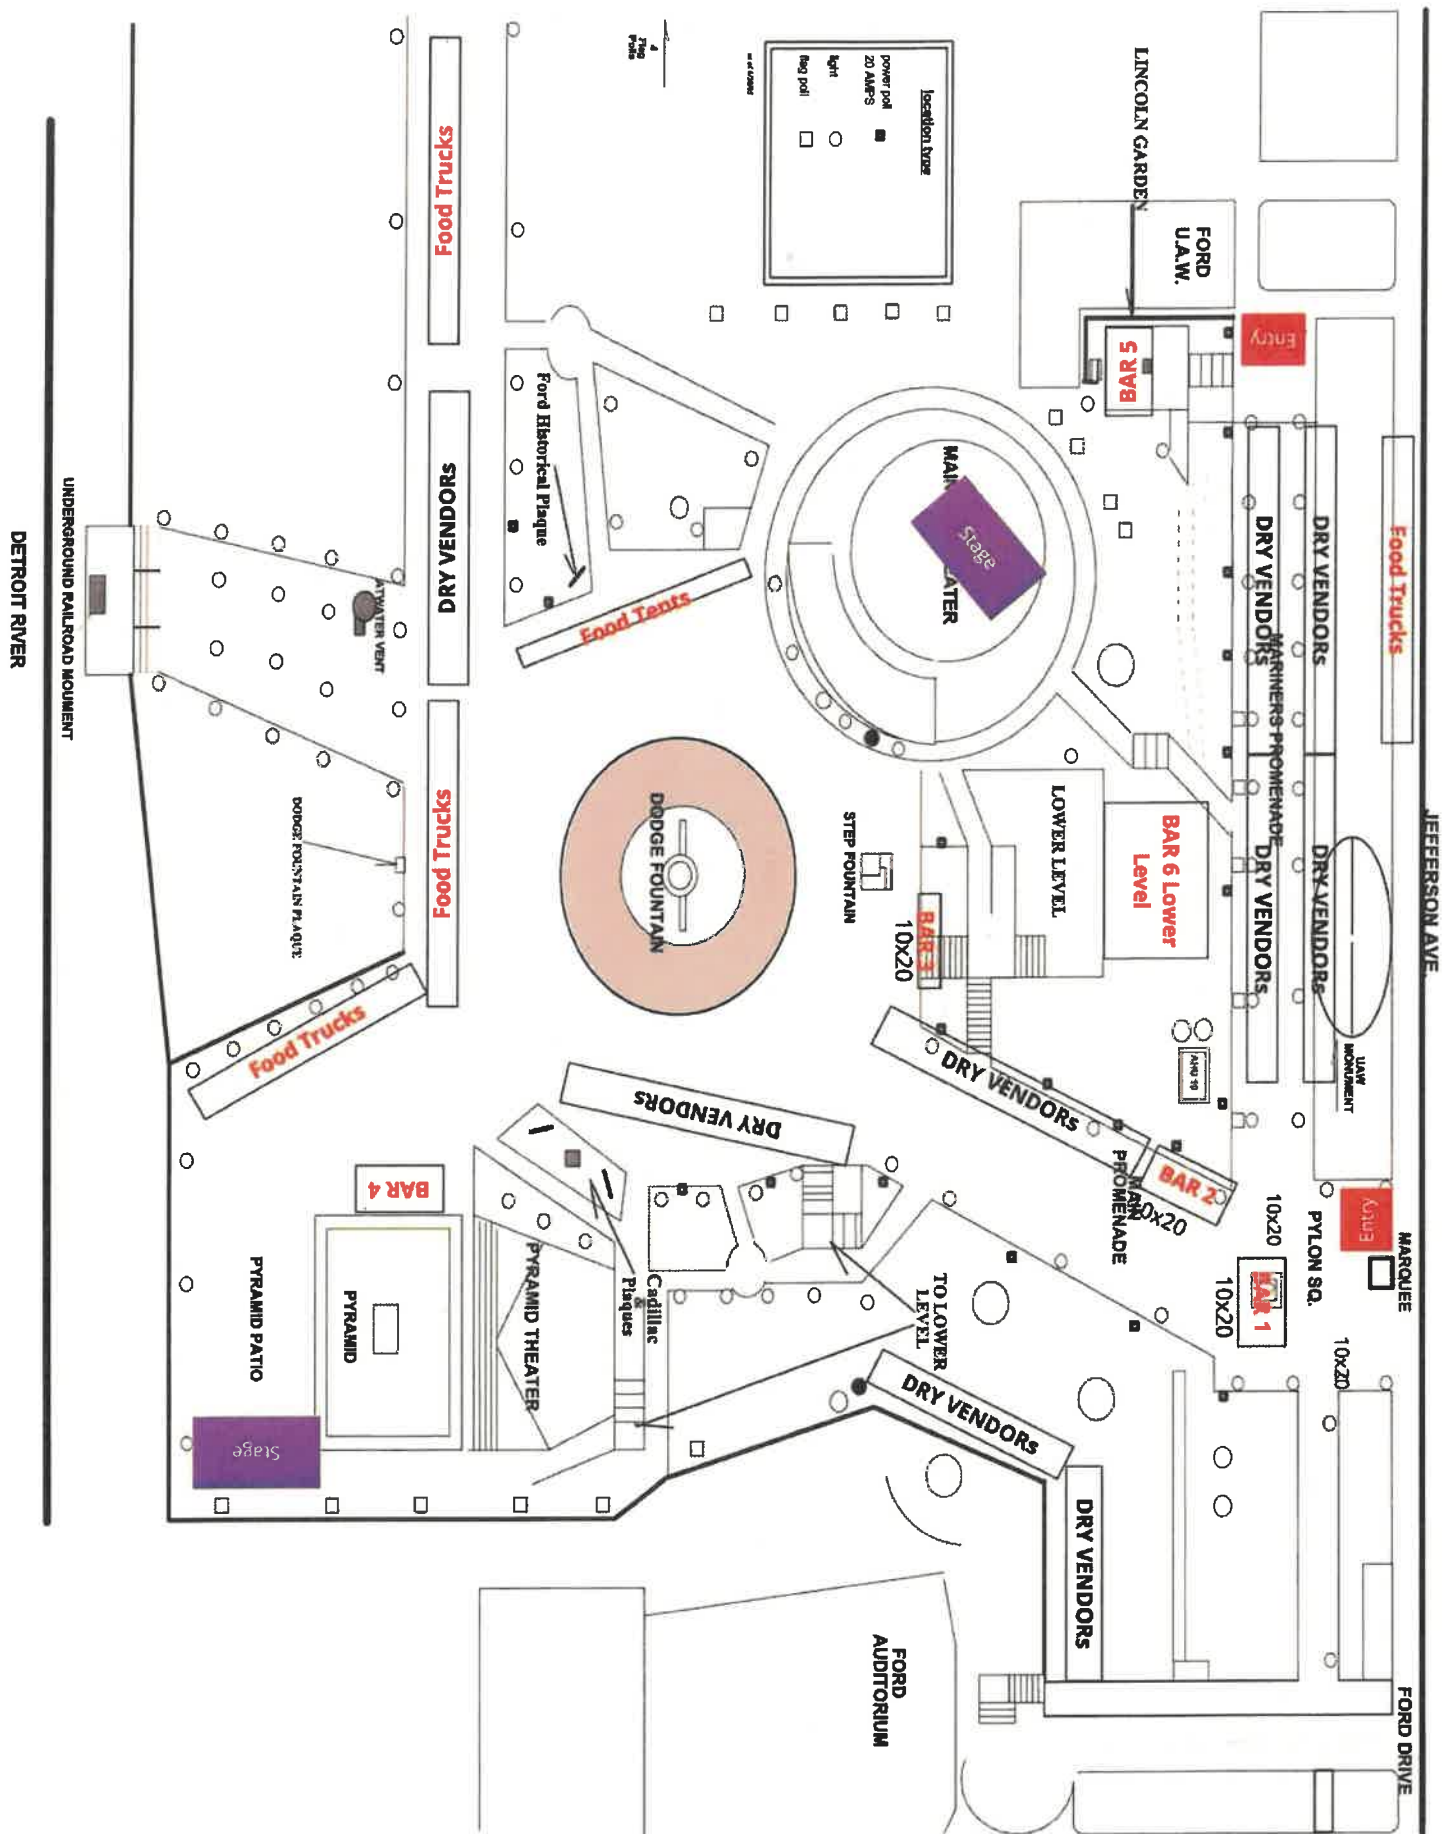 JEFFERSON AVE.
FORD DRIVE
MARQUEE
Entry
Entry
PYLON SQ.
10x20
10x20
10x20
10x20
BAR 1
BAR 2
UAW
MONUMENT
Food Trucks
DRY VENDORs
DRY VENDORs
DRY VENDORs
DRY VENDORs
MARINERS PROMENADE
FORD
U.A.W.
LINCOLN GARDEN
BAR 5
location type
power poll
20 AMPS
light
flag poll
4
Flag
Polls
Stage
BAR 6 Lower
Level
LOWER LEVEL
BAR 3
10x20
AHU 10
STEP FOUNTAIN
DRY VENDORs
MAIN
PROMENADE
DODGE FOUNTAIN
Food Tents
Ford Historical Plaque
Food Trucks
DRY VENDORS
Food Trucks
Food Trucks
ATWATER VENT
DODGE FOUNTAIN PLAQUE
UNDERGROUND RAILROAD MOUMENT
DETROIT RIVER
DRY VENDORS
BAR 4
PYRAMID PATIO
PYRAMID
PYRAMID THEATER
Cadillac
&
Plaques
TO LOWER
LEVEL
Stage
DRY VENDORs
DRY VENDORs
FORD
AUDITORIUM